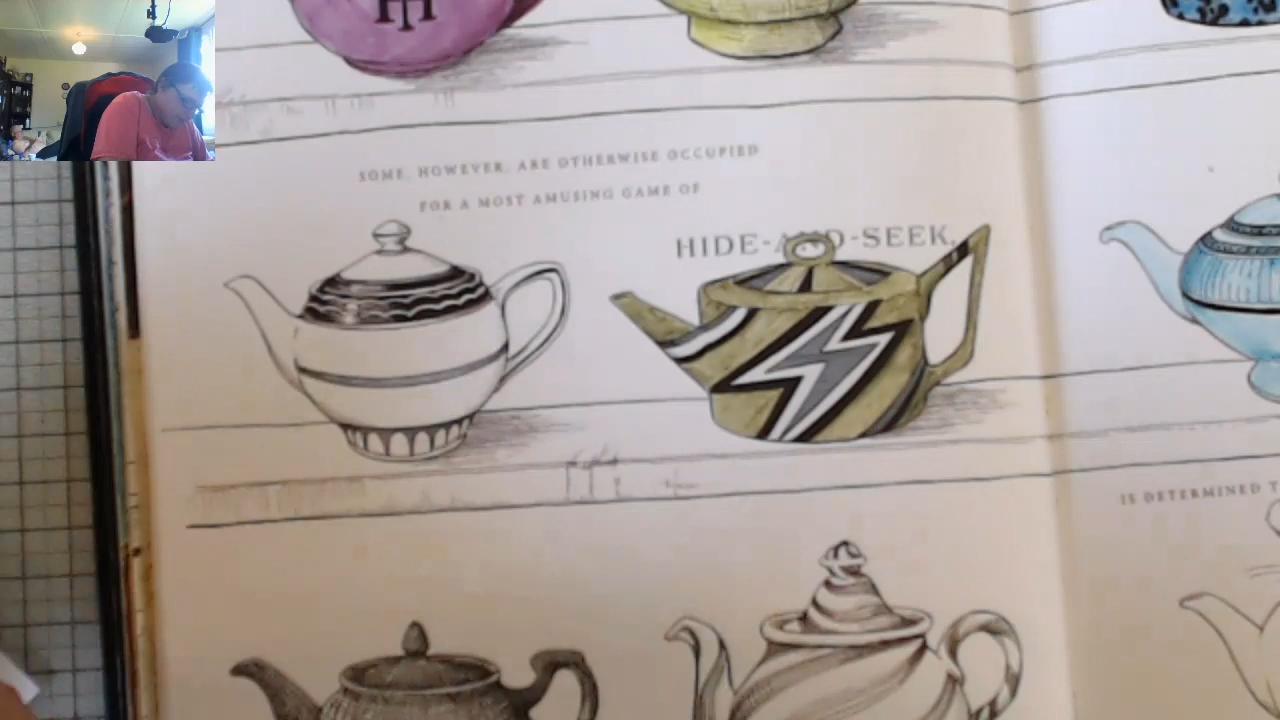 SOME, HOWEVER, ARE OTHERWISE OCCUPIED
FOR A MOST AMUSING GAME OF
HIDE-AND-SEEK,
IS DETERMINED T